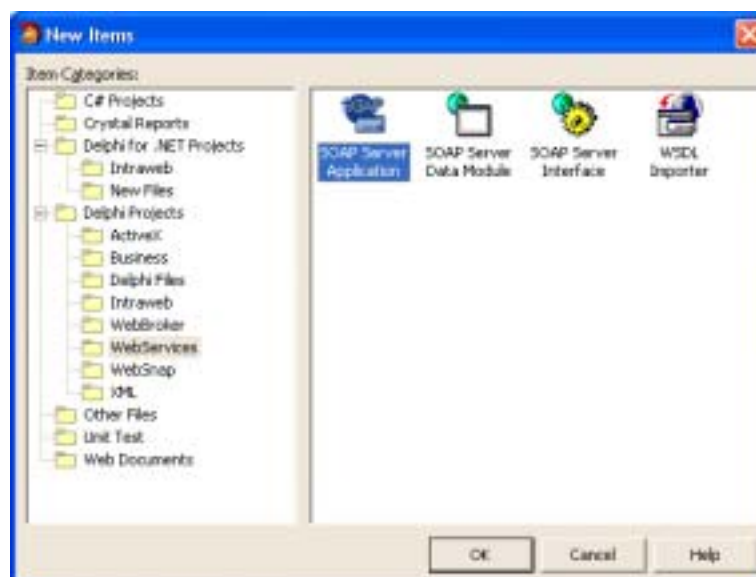 New Items
Item Categories:
C# Projects
Crystal Reports
Delphi for .NET Projects
Intraweb
New Files
Delphi Projects
ActiveX
Business
Delphi Files
Intraweb
WebBroker
WebServices
WebSnap
XML
Other Files
Unit Test
Web Documents
SOAP Server
Application
SOAP Server
Data Module
SOAP Server
Interface
WSDL
Importer
OK
Cancel
Help